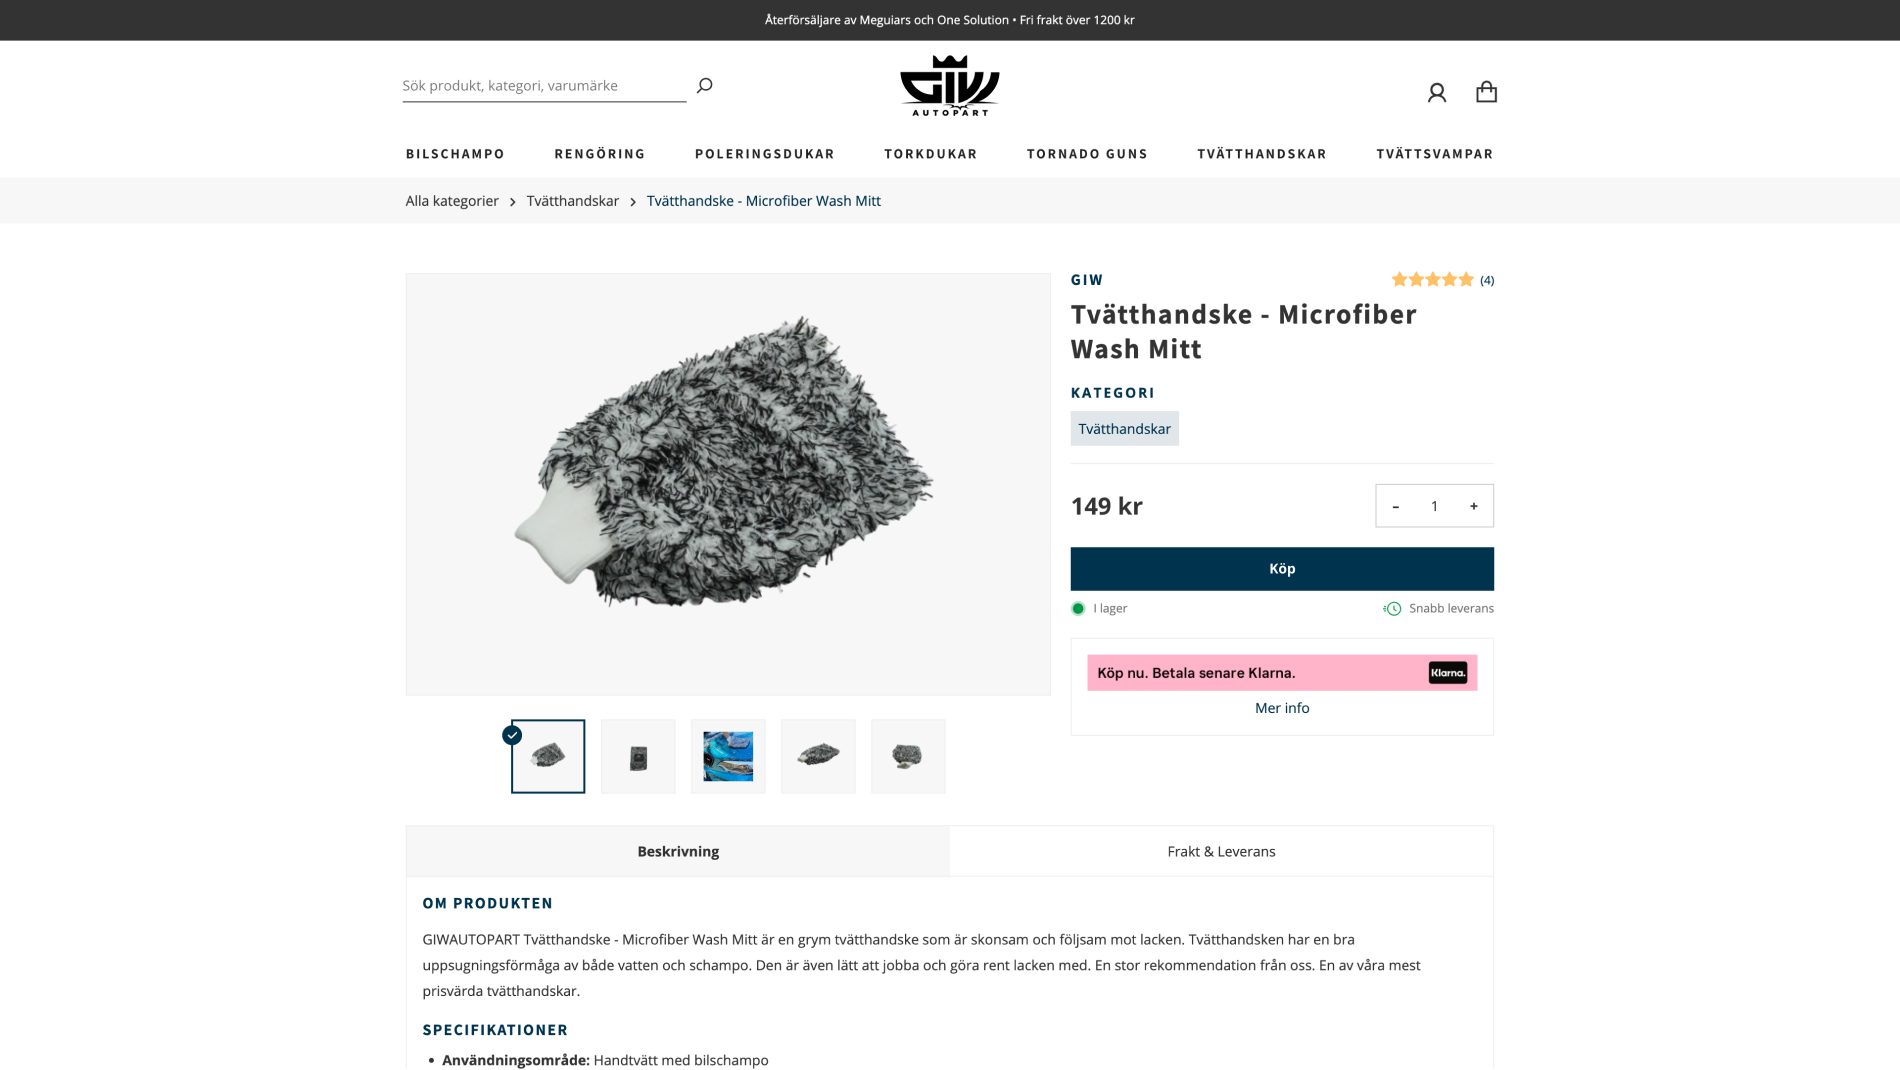 Återförsäljare av Meguiars och One Solution • Fri frakt över 1200 kr
Sök produkt, kategori, varumärke
GIW
AUTOPART
BILSCHAMPO
RENGÖRING
POLERINGSDUKAR
TORKDUKAR
TORNADO GUNS
TVÄTTHANDSKAR
TVÄTTSVAMPAR
Alla kategorier > Tvätthandskar > Tvätthandske - Microfiber Wash Mitt
GIW
(4)
Tvätthandske - Microfiber
Wash Mitt
KATEGORI
Tvätthandskar
149 kr
- 1 +
Köp
I lager
Snabb leverans
Köp nu. Betala senare Klarna.
Klarna.
Mer info
Beskrivning
Frakt & Leverans
OM PRODUKTEN
GIWAUTOPART Tvätthandske - Microfiber Wash Mitt är en grym tvätthandske som är skonsam och följsam mot lacken. Tvätthandsken har en bra
uppsugningsförmåga av både vatten och schampo. Den är även lätt att jobba och göra rent lacken med. En stor rekommendation från oss. En av våra mest
prisvärda tvätthandskar.
SPECIFIKATIONER
• Användningsområde: Handtvätt med bilschampo